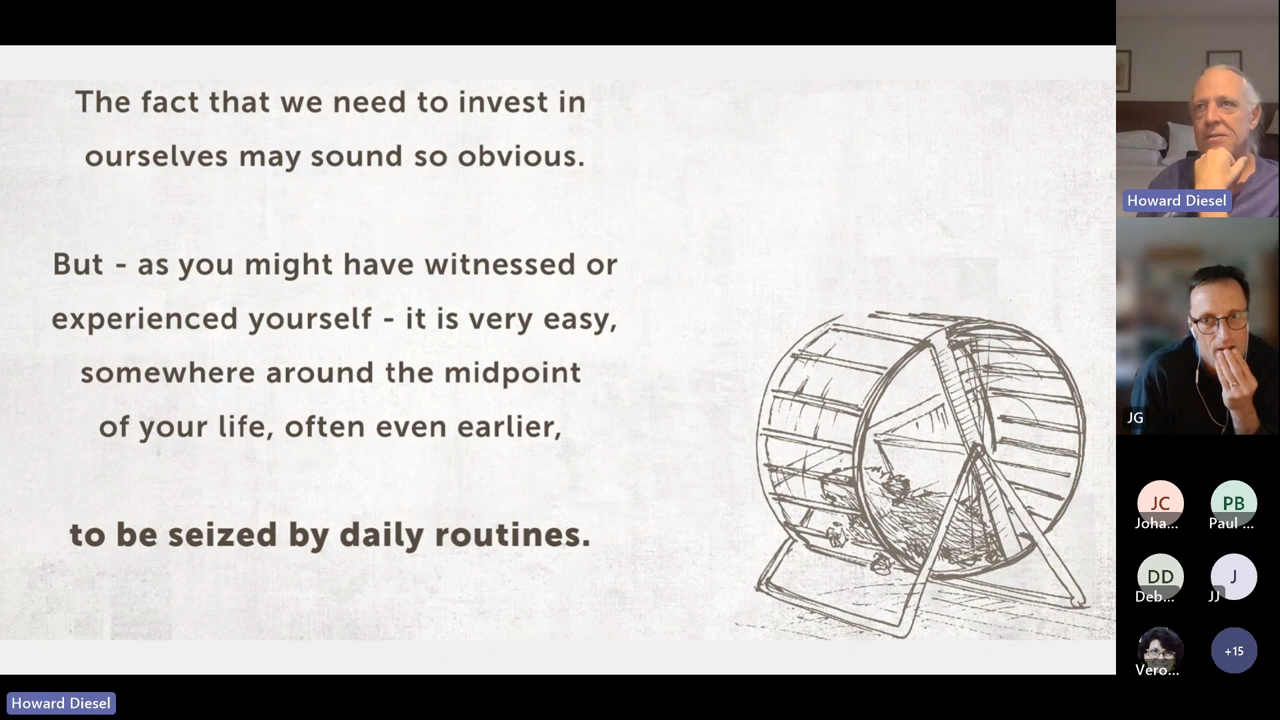 The fact that we need to invest in
ourselves may sound so obvious.
But - as you might have witnessed or
experienced yourself - it is very easy,
somewhere around the midpoint
of your life, often even earlier,
to be seized by daily routines.
Howard Diesel
JG
JC
Joha...
PB
Paul ...
DD
Deb...
J
JJ
Vero...
+15
Howard Diesel